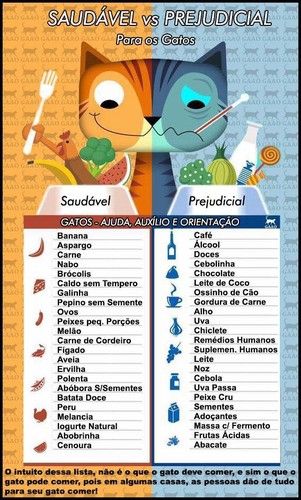 SAUDÁVEL vs PREJUDICIAL
Para os Gatos
Saudável
Prejudicial
GATOS - AJUDA, AUXÍLIO E ORIENTAÇÃO
GAAO
Banana
Aspargo
Carne
Nabo
Brócolis
Caldo sem Tempero
Galinha
Pepino sem Semente
Ovos
Peixes peq. Porções
Melão
Carne de Cordeiro
Figado
Aveia
Ervilha
Polenta
Abóbora S/Sementes
Batata Doce
Peru
Melancia
Iogurte Natural
Abobrinha
Cenoura
Café
Álcool
Doces
Cebolinha
Chocolate
Leite de Coco
Ossinho de Cão
Gordura de Carne
Alho
Uva
Chiclete
Remédios Humanos
Suplemen. Humanos
Leite
Noz
Cebola
Uva Passa
Peixe Cru
Sementes
Adoçantes
Massa c/ Fermento
Frutas Ácidas
Abacate
O intuito dessa lista, não é o que o gato deve comer, e sim o que o
gato pode comer, pois em algumas casas, as pessoas dão de tudo
para seu gato comer!